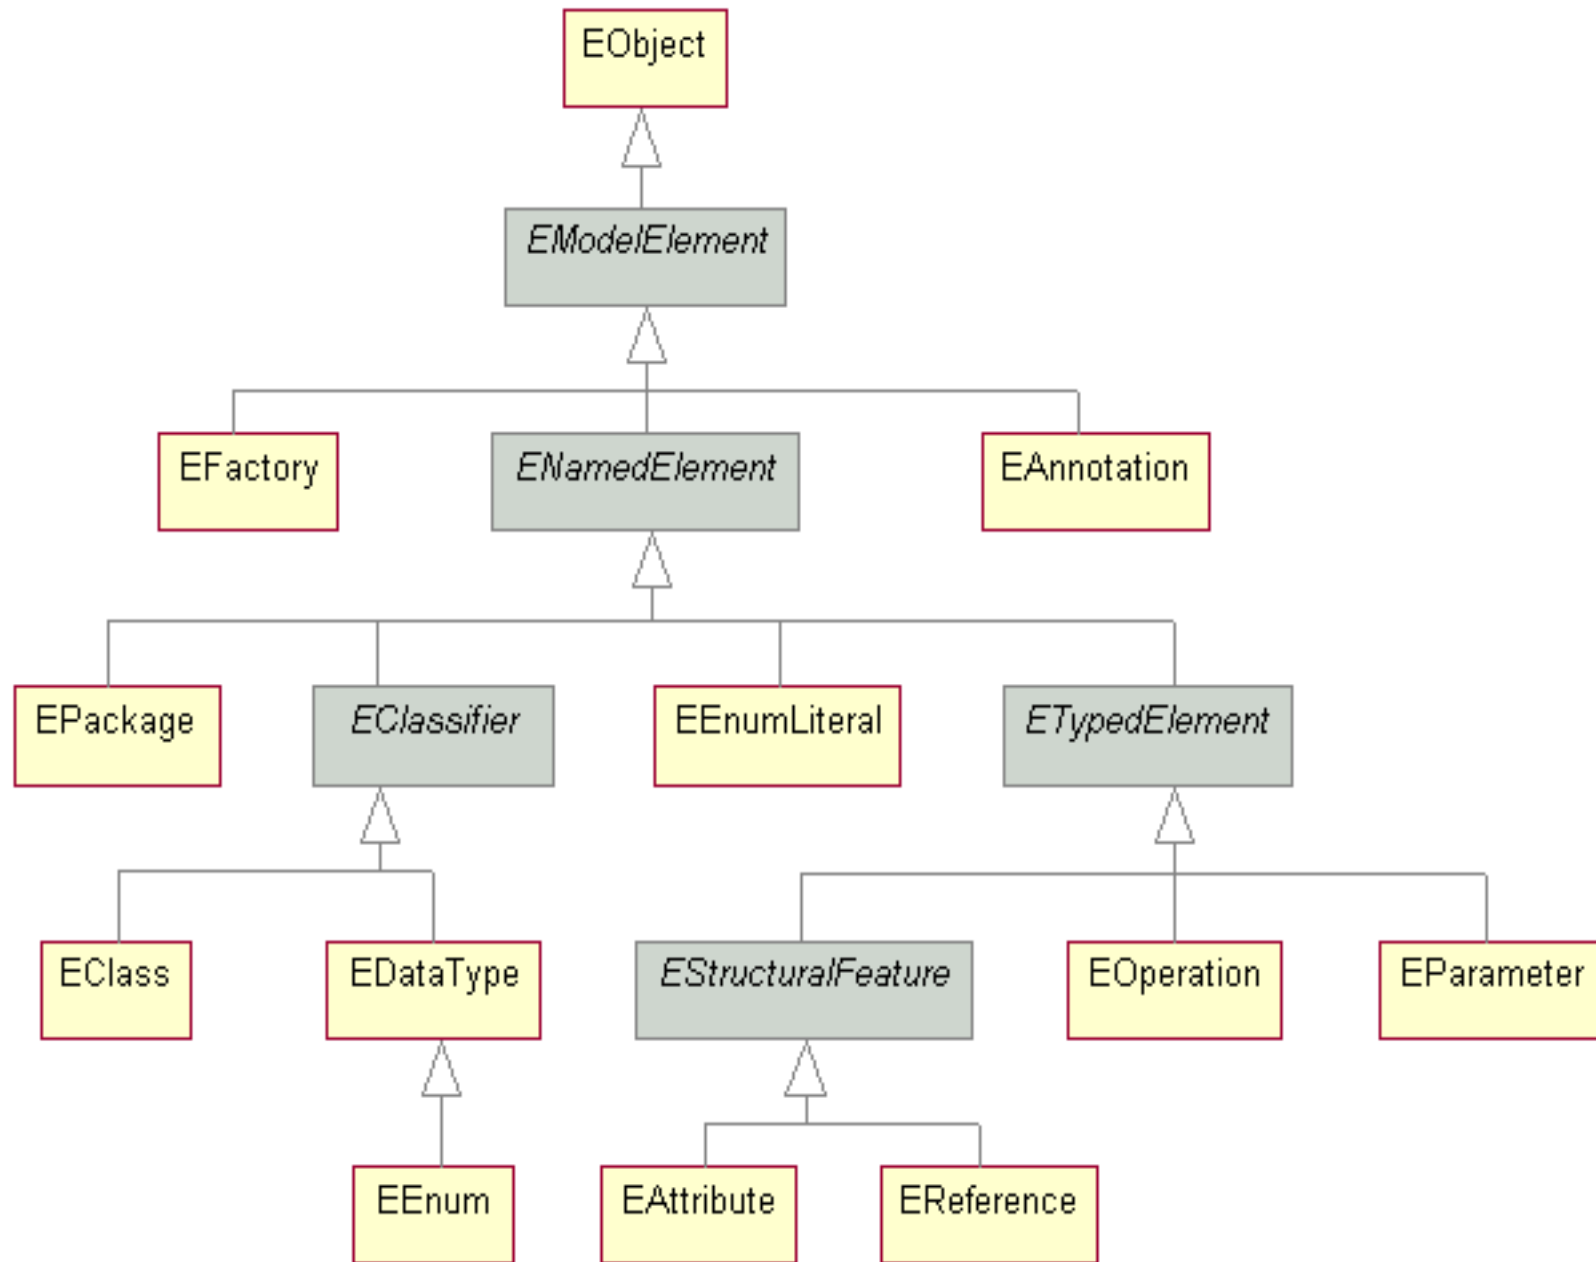 EObject
EModelElement
EFactory
ENamedElement
EAnnotation
EPackage
EClassifier
EEnumLiteral
ETypedElement
EClass
EDataType
EStructuralFeature
EOperation
EParameter
EEnum
EAttribute
EReference